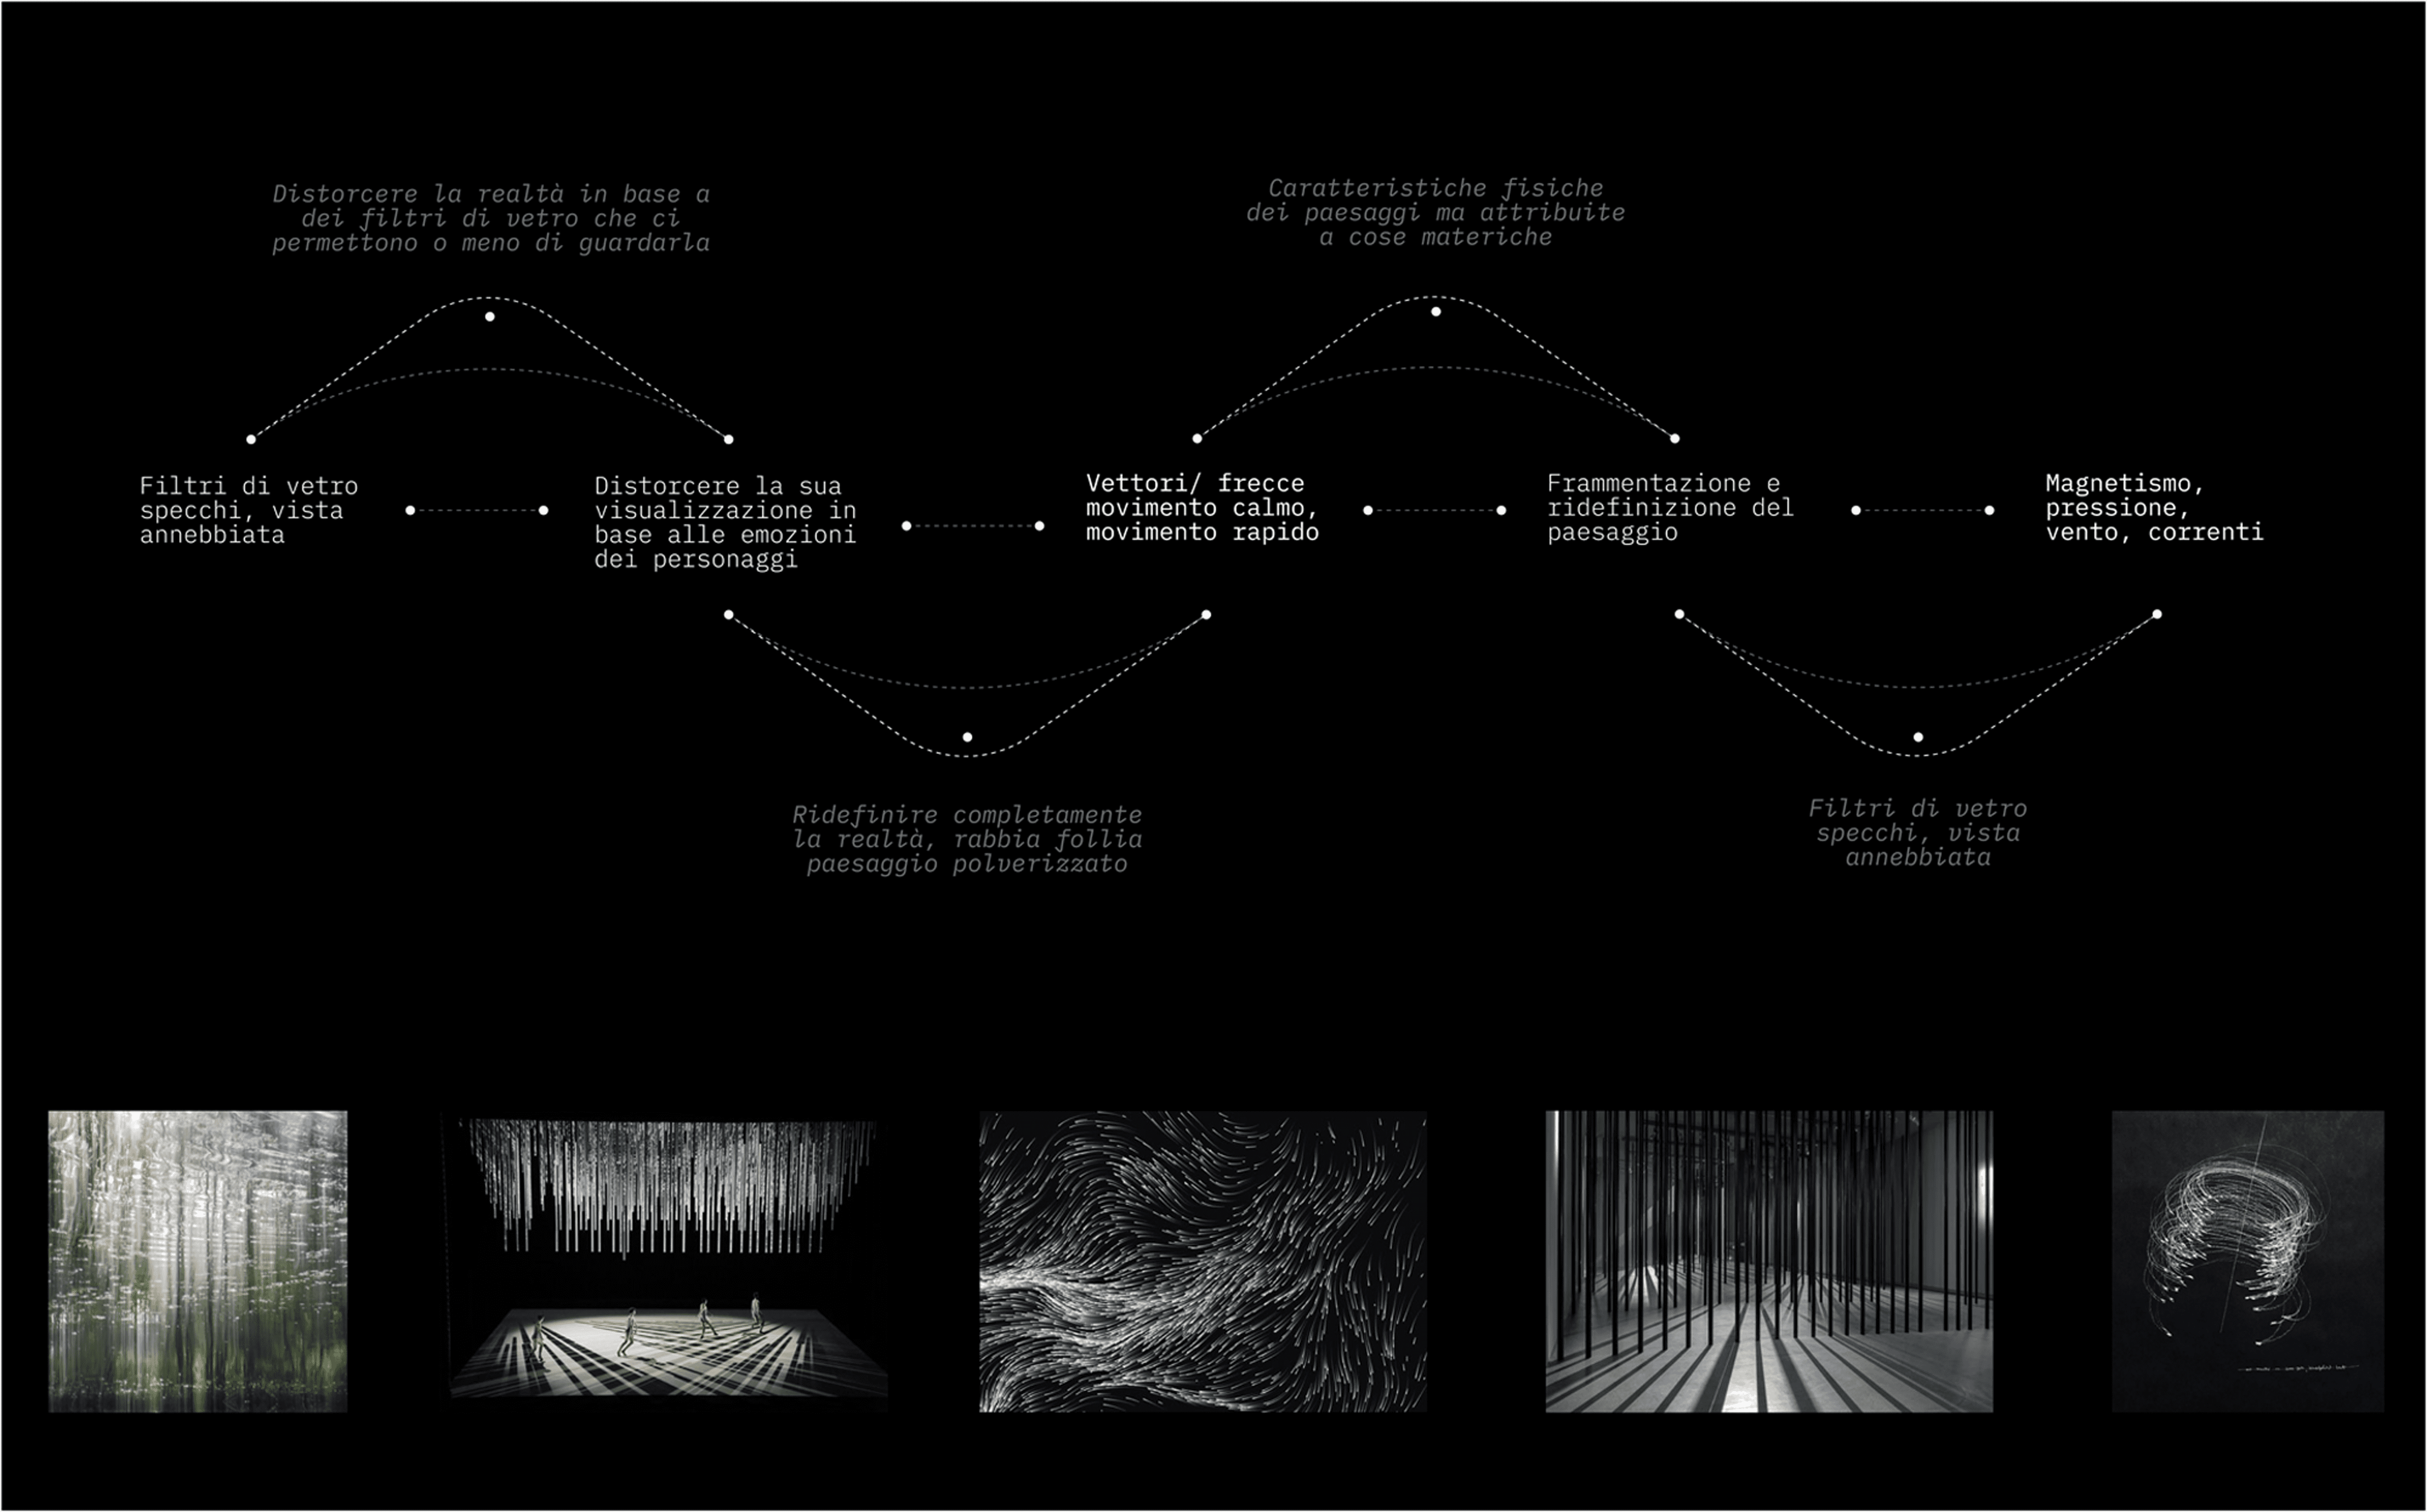 Distorcere la realtà in base a
dei filtri di vetro che ci
permettono o meno di guardarla
Caratteristiche fisiche
dei paesaggi ma attribuite
a cose materiche
Filtri di vetro
specchi, vista
annebbiata
Distorcere la sua
visualizzazione in
base alle emozioni
dei personaggi
Vettori/ frecce
movimento calmo,
movimento rapido
Frammentazione e
ridefinizione del
paesaggio
Magnetismo,
pressione,
vento, correnti
Ridefinire completamente
la realtà, rabbia follia
paesaggio polverizzato
Filtri di vetro
specchi, vista
annebbiata